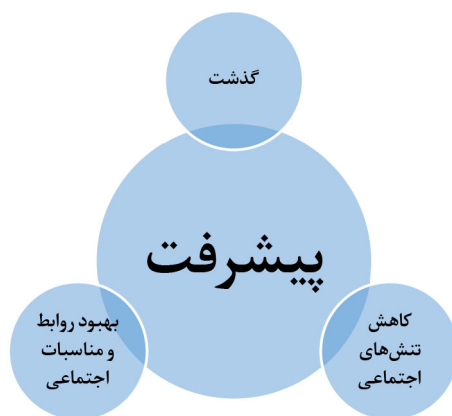 گذشت
پیشرفت
کاهش
تنش‌های
اجتماعی
بهبود روابط
و مناسبات
اجتماعی